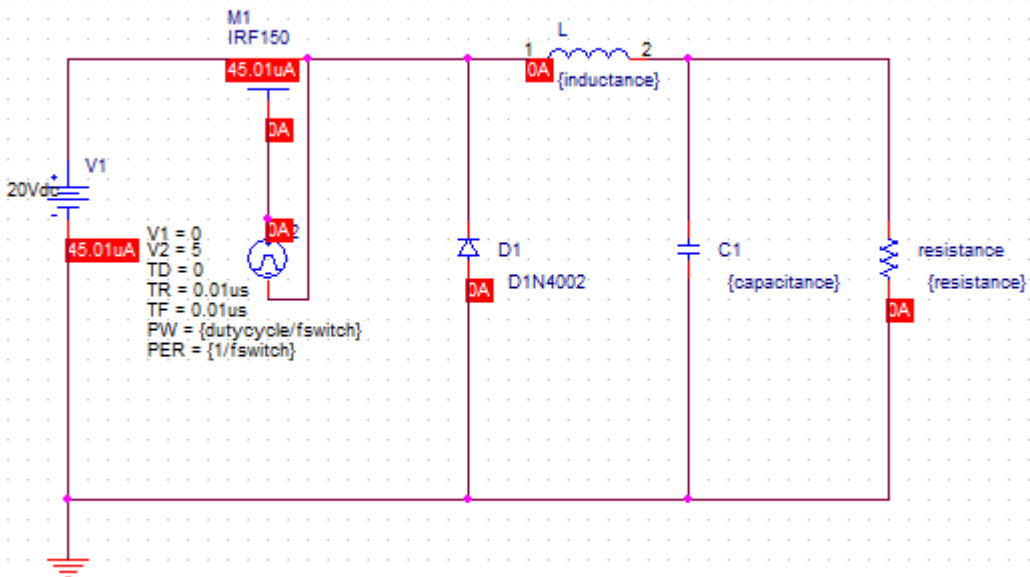 M1
IRF150
45.01uA
L
1
2
0A
{inductance}
0A
V1
20Vdc
+
-
45.01uA
0A
2
V1 = 0
V2 = 5
TD = 0
TR = 0.01us
TF = 0.01us
PW = {dutycycle/fswitch}
PER = {1/fswitch}
D1
D1N4002
0A
C1
{capacitance}
resistance
{resistance}
0A